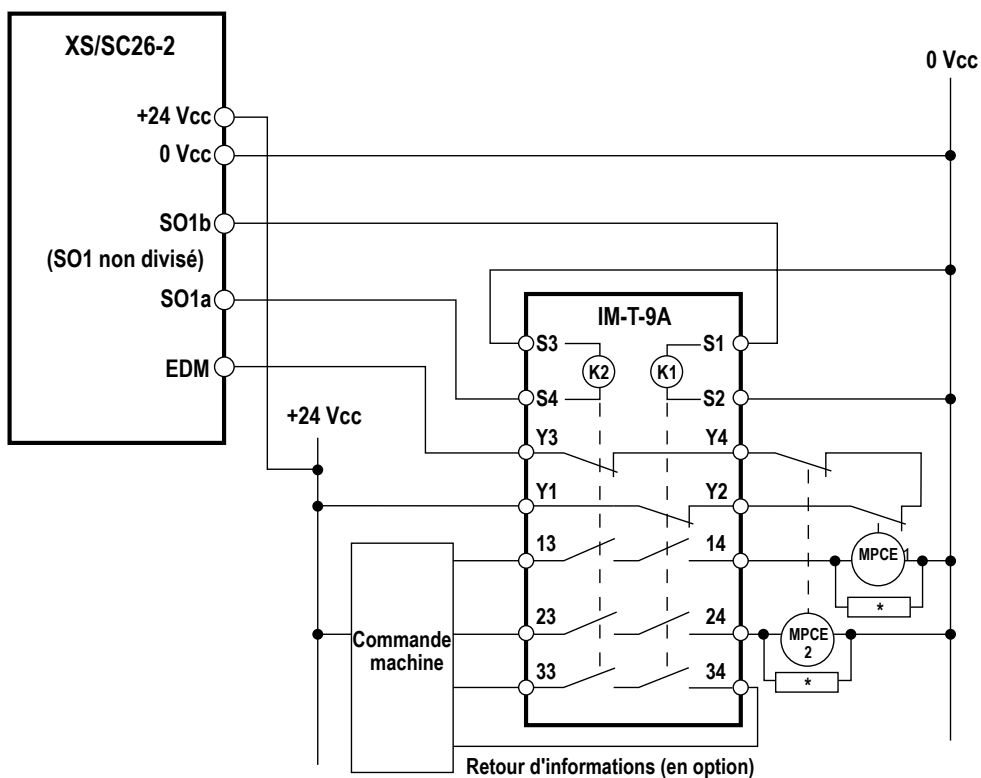 XS/SC26-2
0 Vcc
+24 Vcc
0 Vcc
SO1b
(SO1 non divisé)
SO1a
EDM
+24 Vcc
IM-T-9A
S3
S1
K2
K1
S4
S2
Y3
Y4
Y1
Y2
13
14
MPCE 1
*
23
24
MPCE
2
*
Commande
machine
33
34
Retour d'informations (en option)